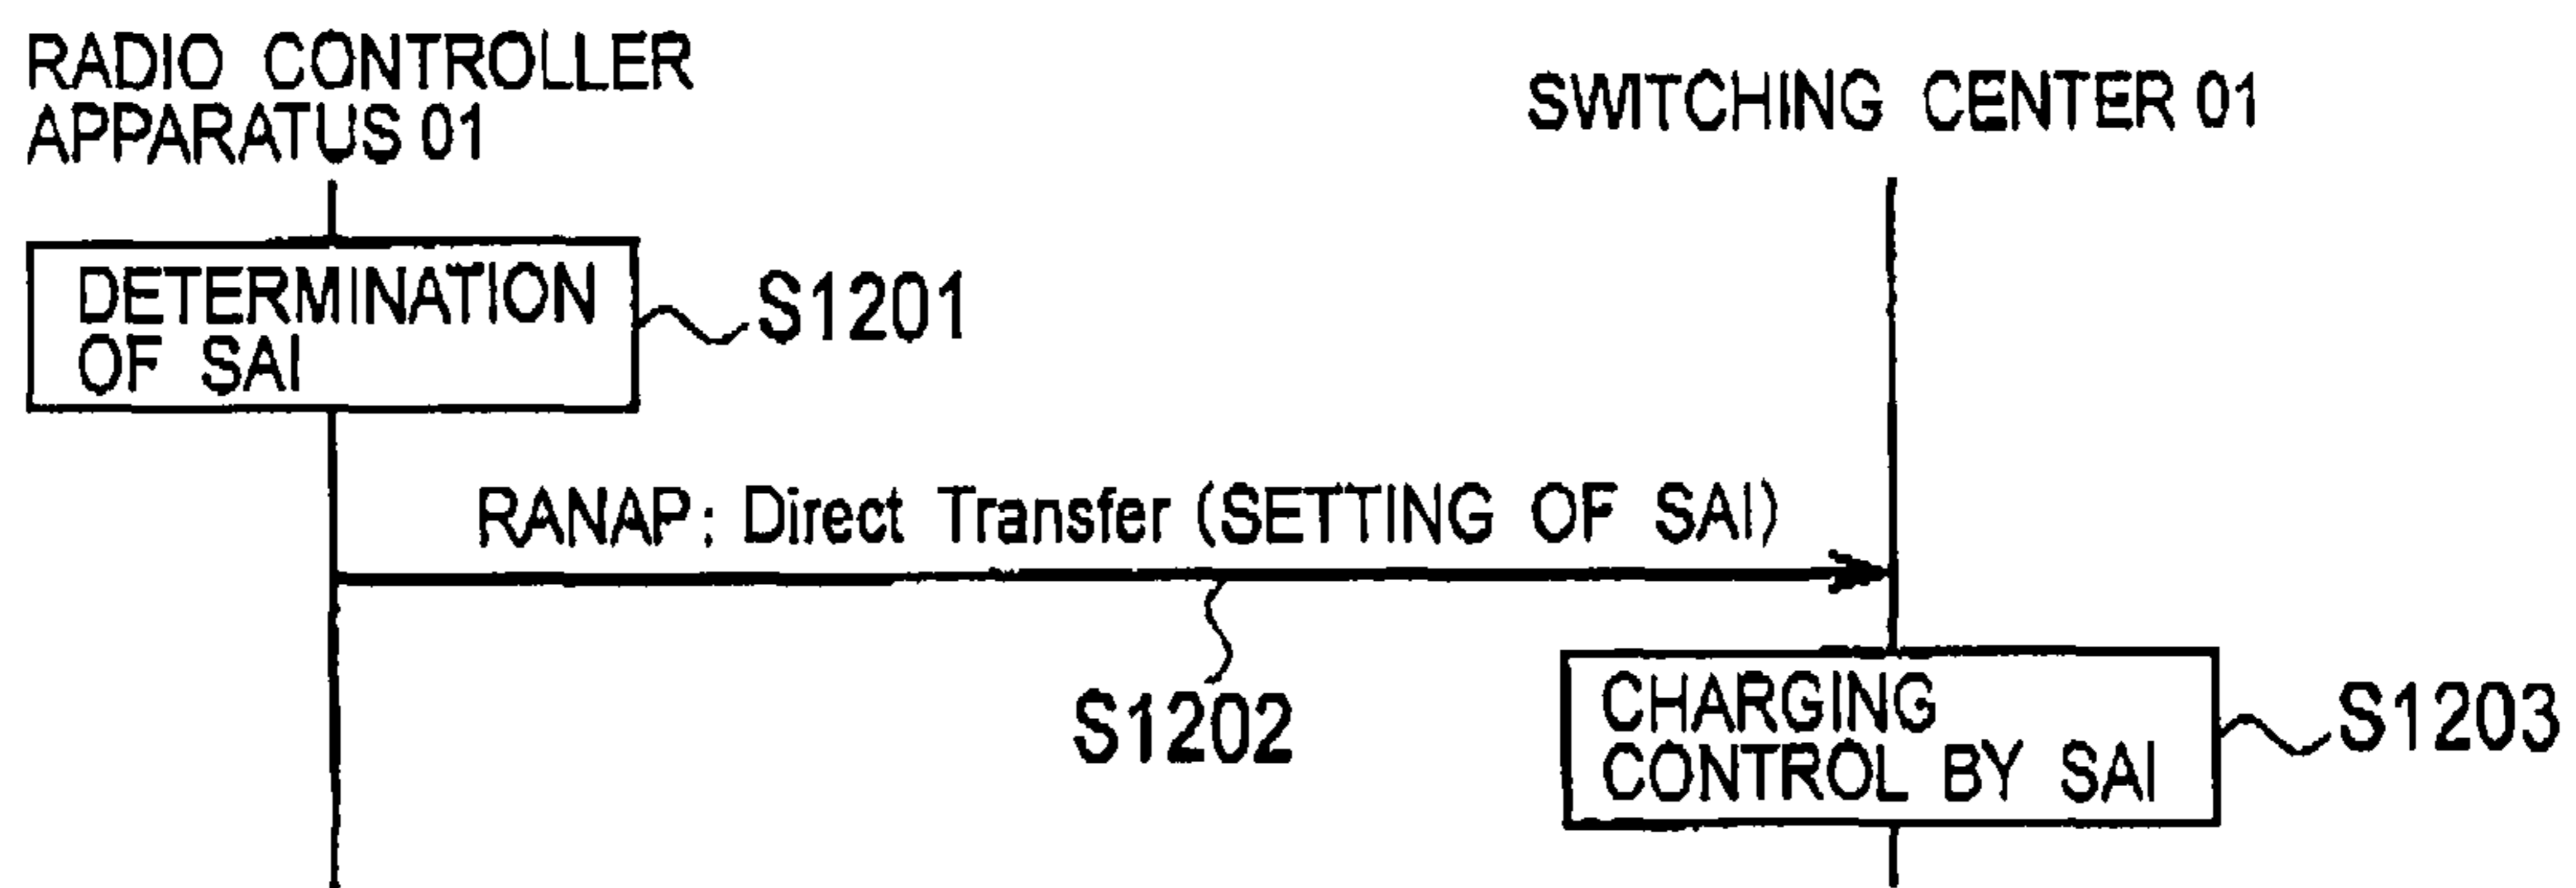 RADIO CONTROLLER
APPARATUS 01
SWITCHING CENTER 01
DETERMINATION
OF SAI
S1201
RANAP: Direct Transfer (SETTING OF SAI)
S1202
CHARGING
CONTROL BY SAI
S1203